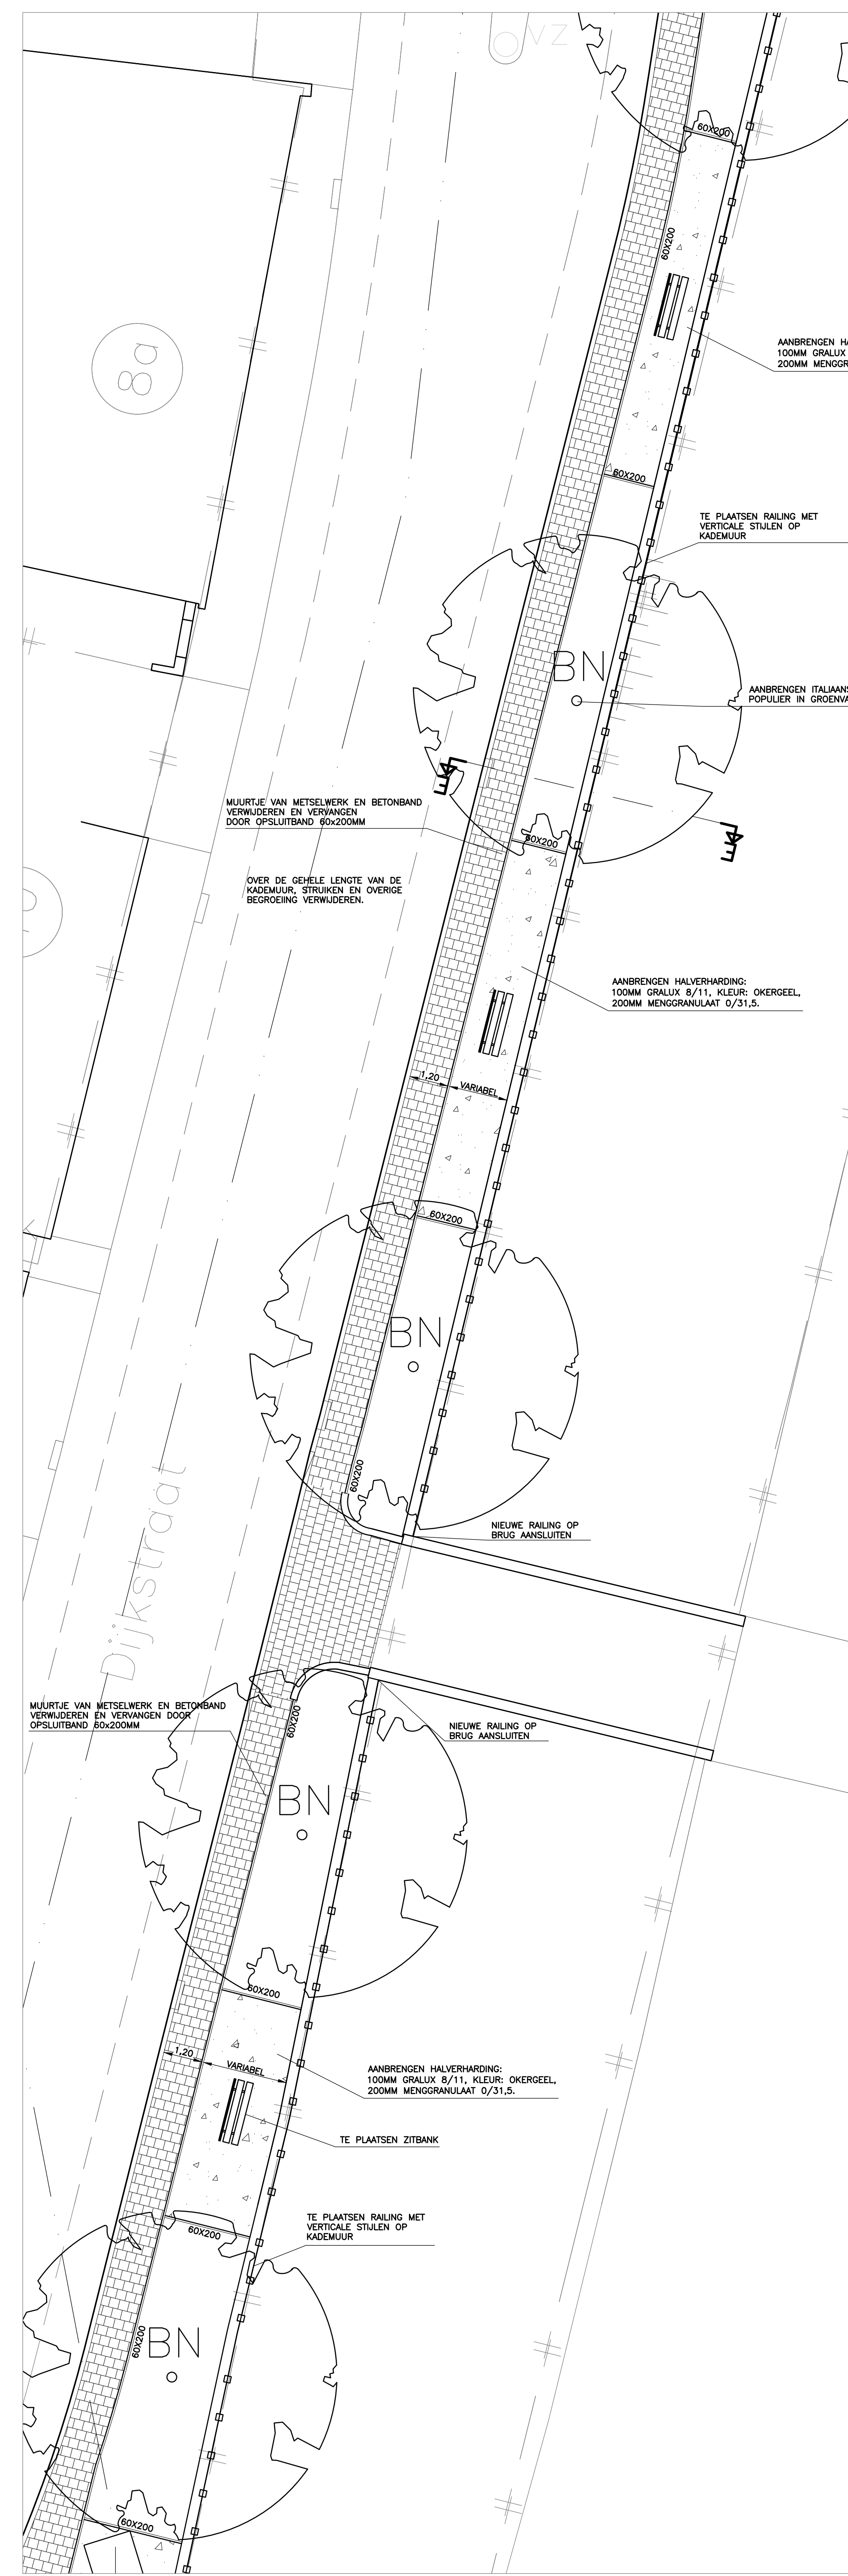 VZ
60X200
60X200
8a
AANBRENGEN HA
100MM GRALUX
200MM MENGGR
60X200
TE PLAATSEN RAILING MET
VERTICALE STIJLEN OP
KADEMUUR
BN
AANBRENGEN ITALIAANS
POPULIER IN GROENVA
MUURTJE VAN METSELWERK EN BETONBAND
VERWIJDEREN EN VERVANGEN
DOOR OPSLUITBAND 60x200MM
60X200
OVER DE GEHELE LENGTE VAN DE
KADEMUUR, STRUIKEN EN OVERIGE
BEGROEIING VERWIJDEREN.
AANBRENGEN HALVERHARDING:
100MM GRALUX 8/11, KLEUR: OKERGEEL,
200MM MENGGRANULAAT 0/31,5.
1,20
VARIABEL
60X200
BN
60X200
NIEUWE RAILING OP
BRUG AANSLUITEN
Dijkstraat
MUURTJE VAN METSELWERK EN BETONBAND
VERWIJDEREN EN VERVANGEN DOOR
OPSLUITBAND 60x200MM
60X200
NIEUWE RAILING OP
BRUG AANSLUITEN
BN
60X200
1,20
VARIABEL
AANBRENGEN HALVERHARDING:
100MM GRALUX 8/11, KLEUR: OKERGEEL,
200MM MENGGRANULAAT 0/31,5.
TE PLAATSEN ZITBANK
60X200
TE PLAATSEN RAILING MET
VERTICALE STIJLEN OP
KADEMUUR
60X200
BN
60X200